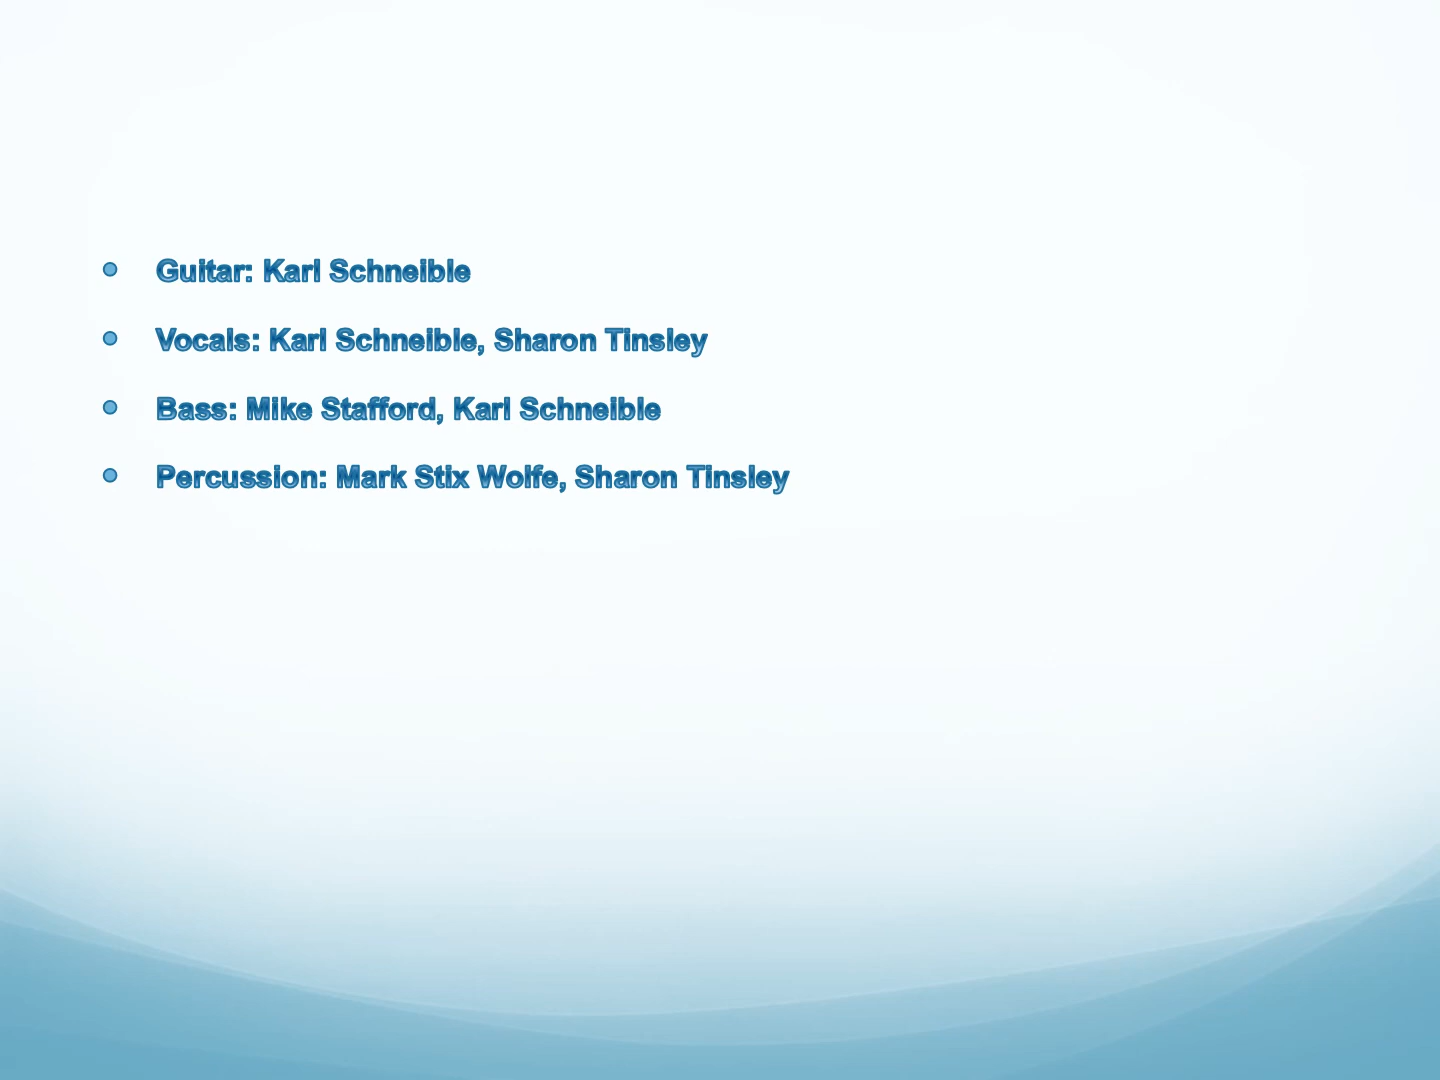 • Guitar: Karl Schneible
• Vocals: Karl Schneible, Sharon Tinsley
• Bass: Mike Stafford, Karl Schneible
• Percussion: Mark Stix Wolfe, Sharon Tinsley